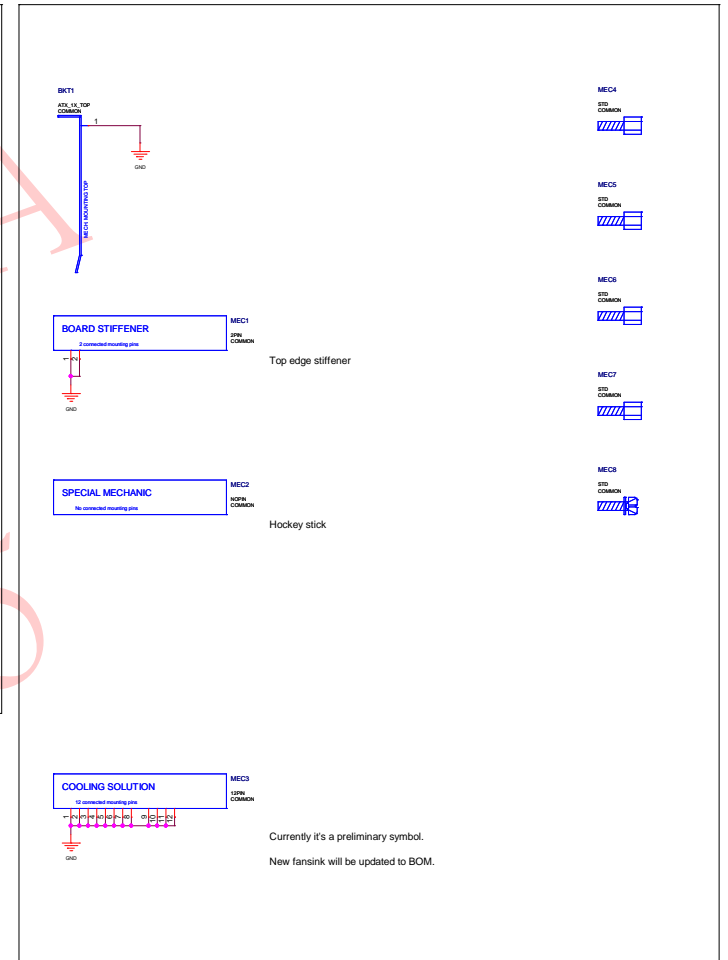 BKT1
ATX_1X_TOP
COMMON
1
GND
MECH MOUNTING TOP
BOARD STIFFENER
2 connected mounting pins
MEC1
2PIN
COMMON
1
2
GND
Top edge stiffener
SPECIAL MECHANIC
No connected mounting pins
MEC2
NOPIN
COMMON
Hockey stick
COOLING SOLUTION
12 connected mounting pins
MEC3
12PIN
COMMON
1
2
3
4
5
6
7
8
9
10
11
12
GND
Currently it's a preliminary symbol.
New fansink will be updated to BOM.
MEC4
STD
COMMON
MEC5
STD
COMMON
MEC6
STD
COMMON
MEC7
STD
COMMON
MEC8
STD
COMMON
A